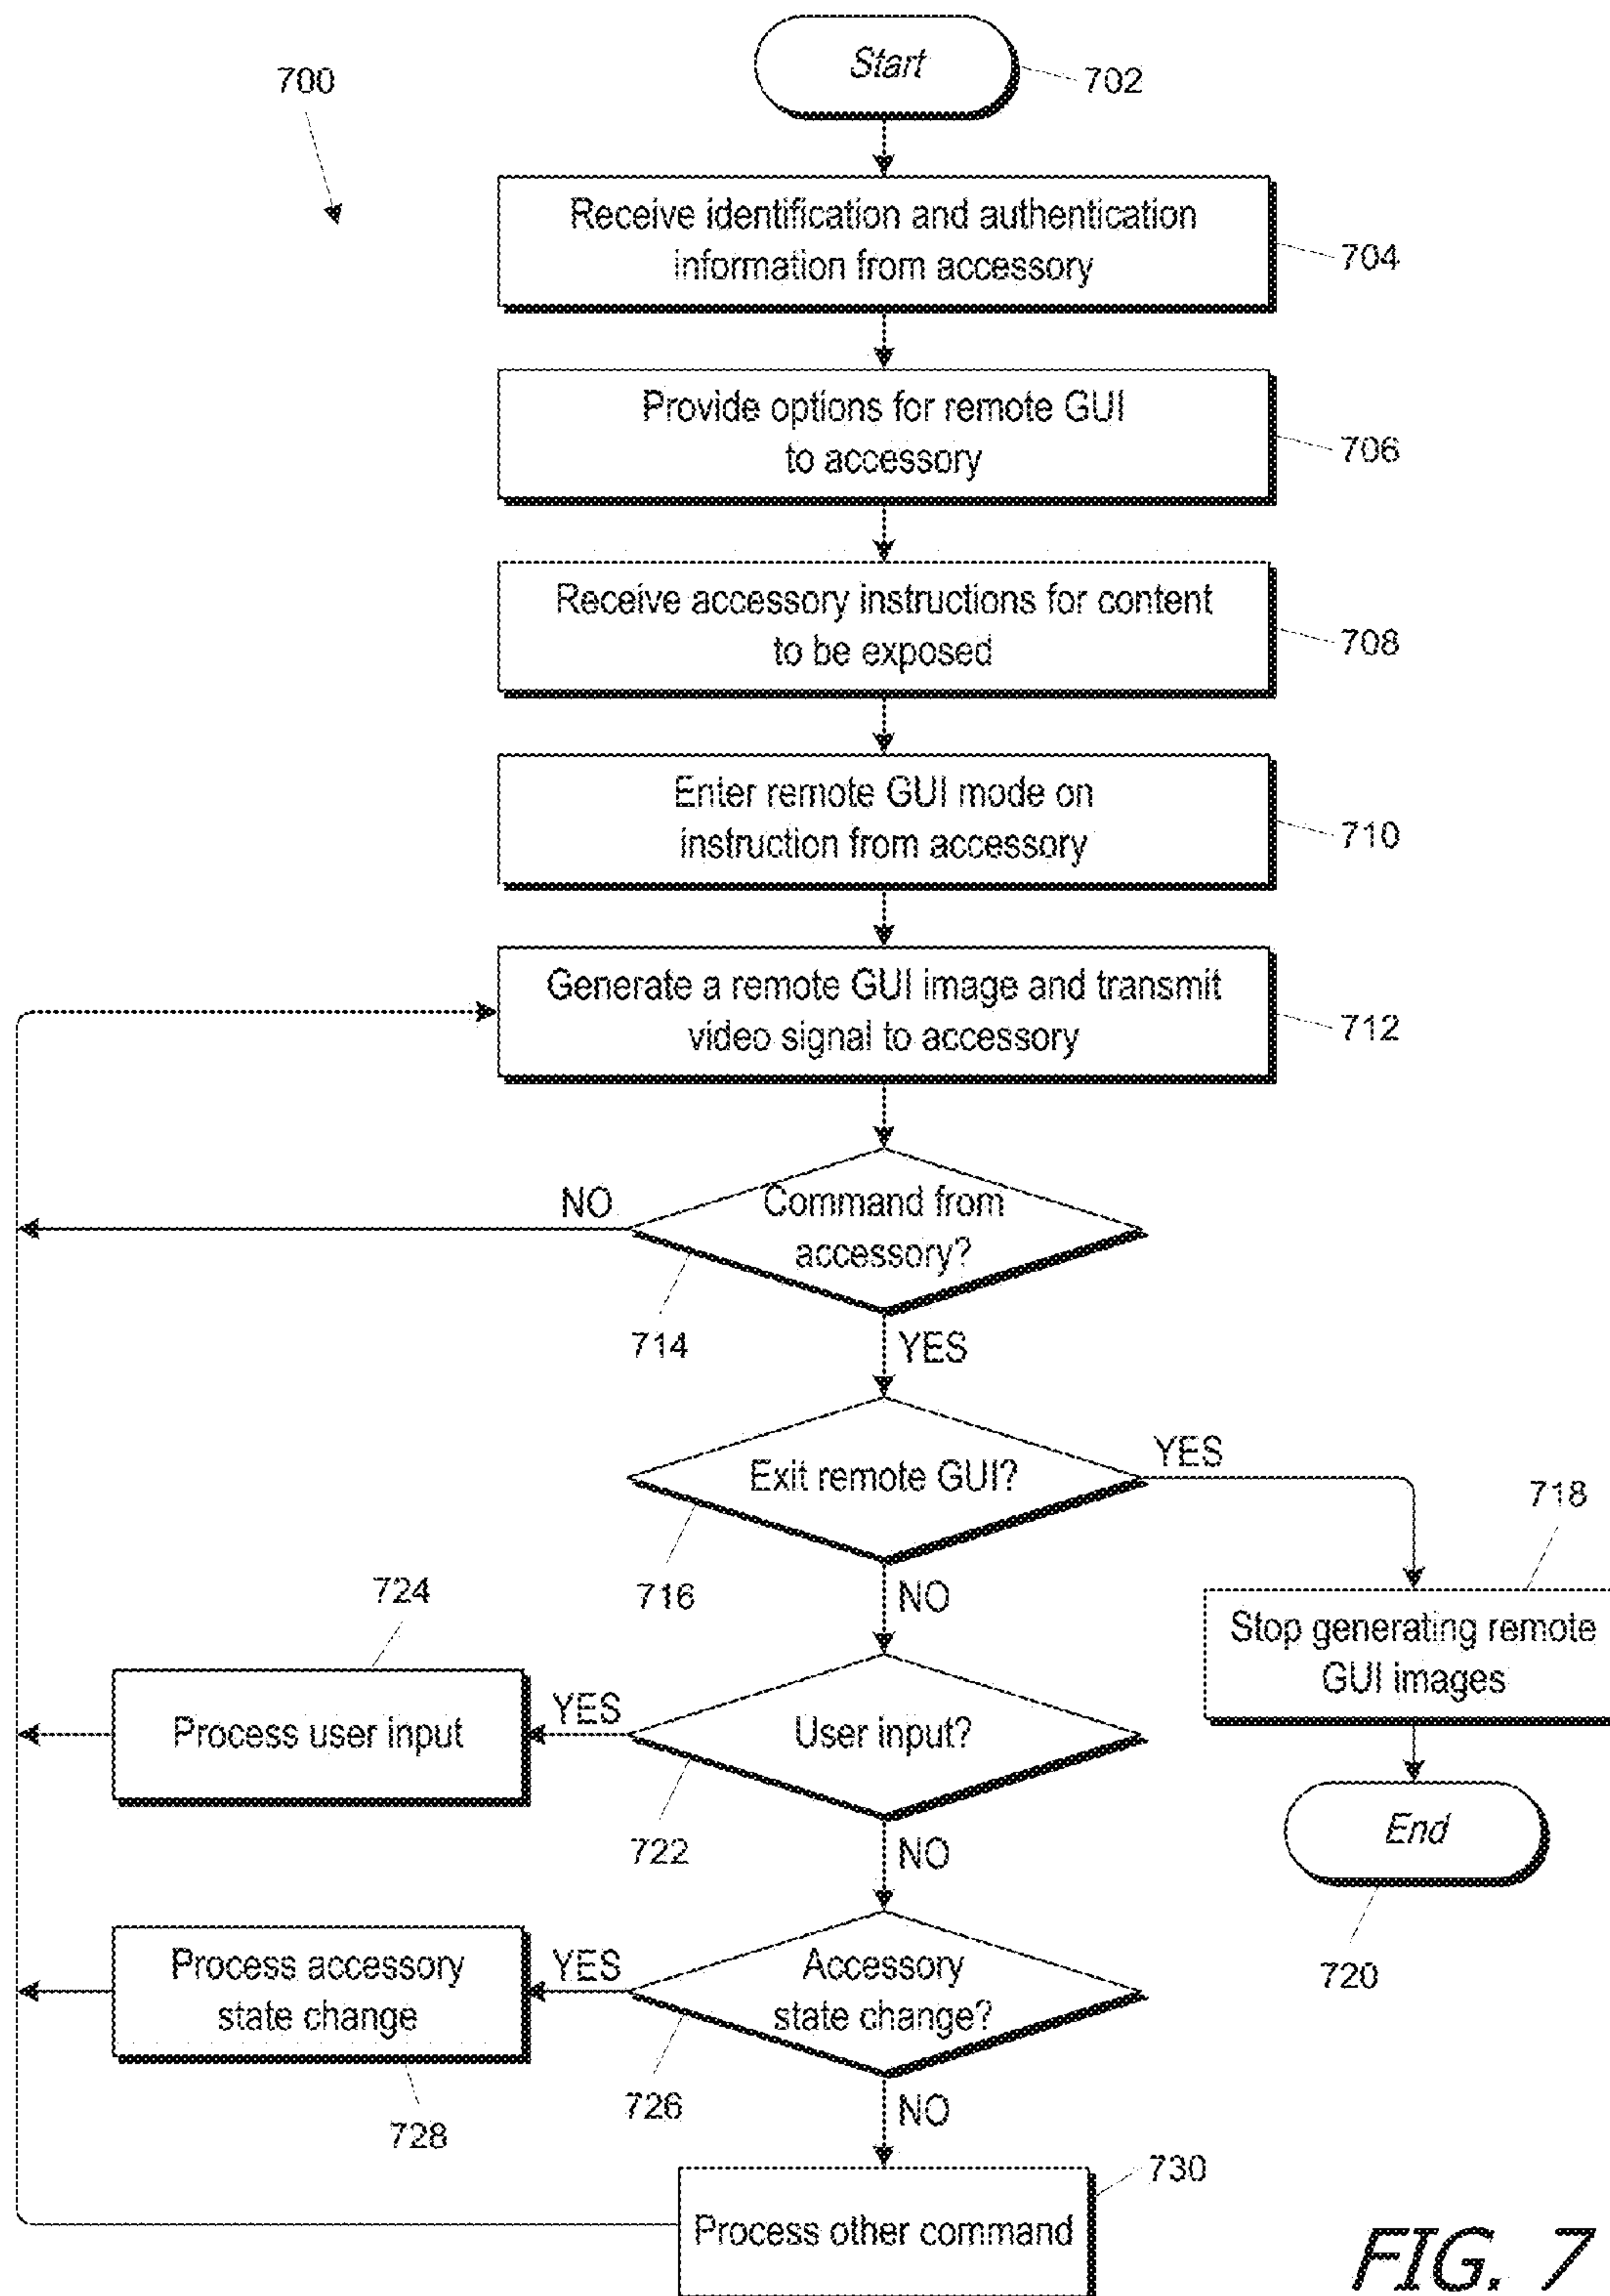 Start
702
700
Receive identification and authentication
information from accessory
704
Provide options for remote GUI
to accessory
706
Receive accessory instructions for content
to be exposed
708
Enter remote GUI mode on
instruction from accessory
710
Generate a remote GUI image and transmit
video signal to accessory
712
NO
Command from
accessory?
714
YES
Exit remote GUI?
YES
716
NO
718
Stop generating remote
GUI images
724
Process user input
YES
User input?
722
NO
End
720
Process accessory
state change
YES
Accessory
state change?
726
728
NO
730
Process other command
FIG. 7